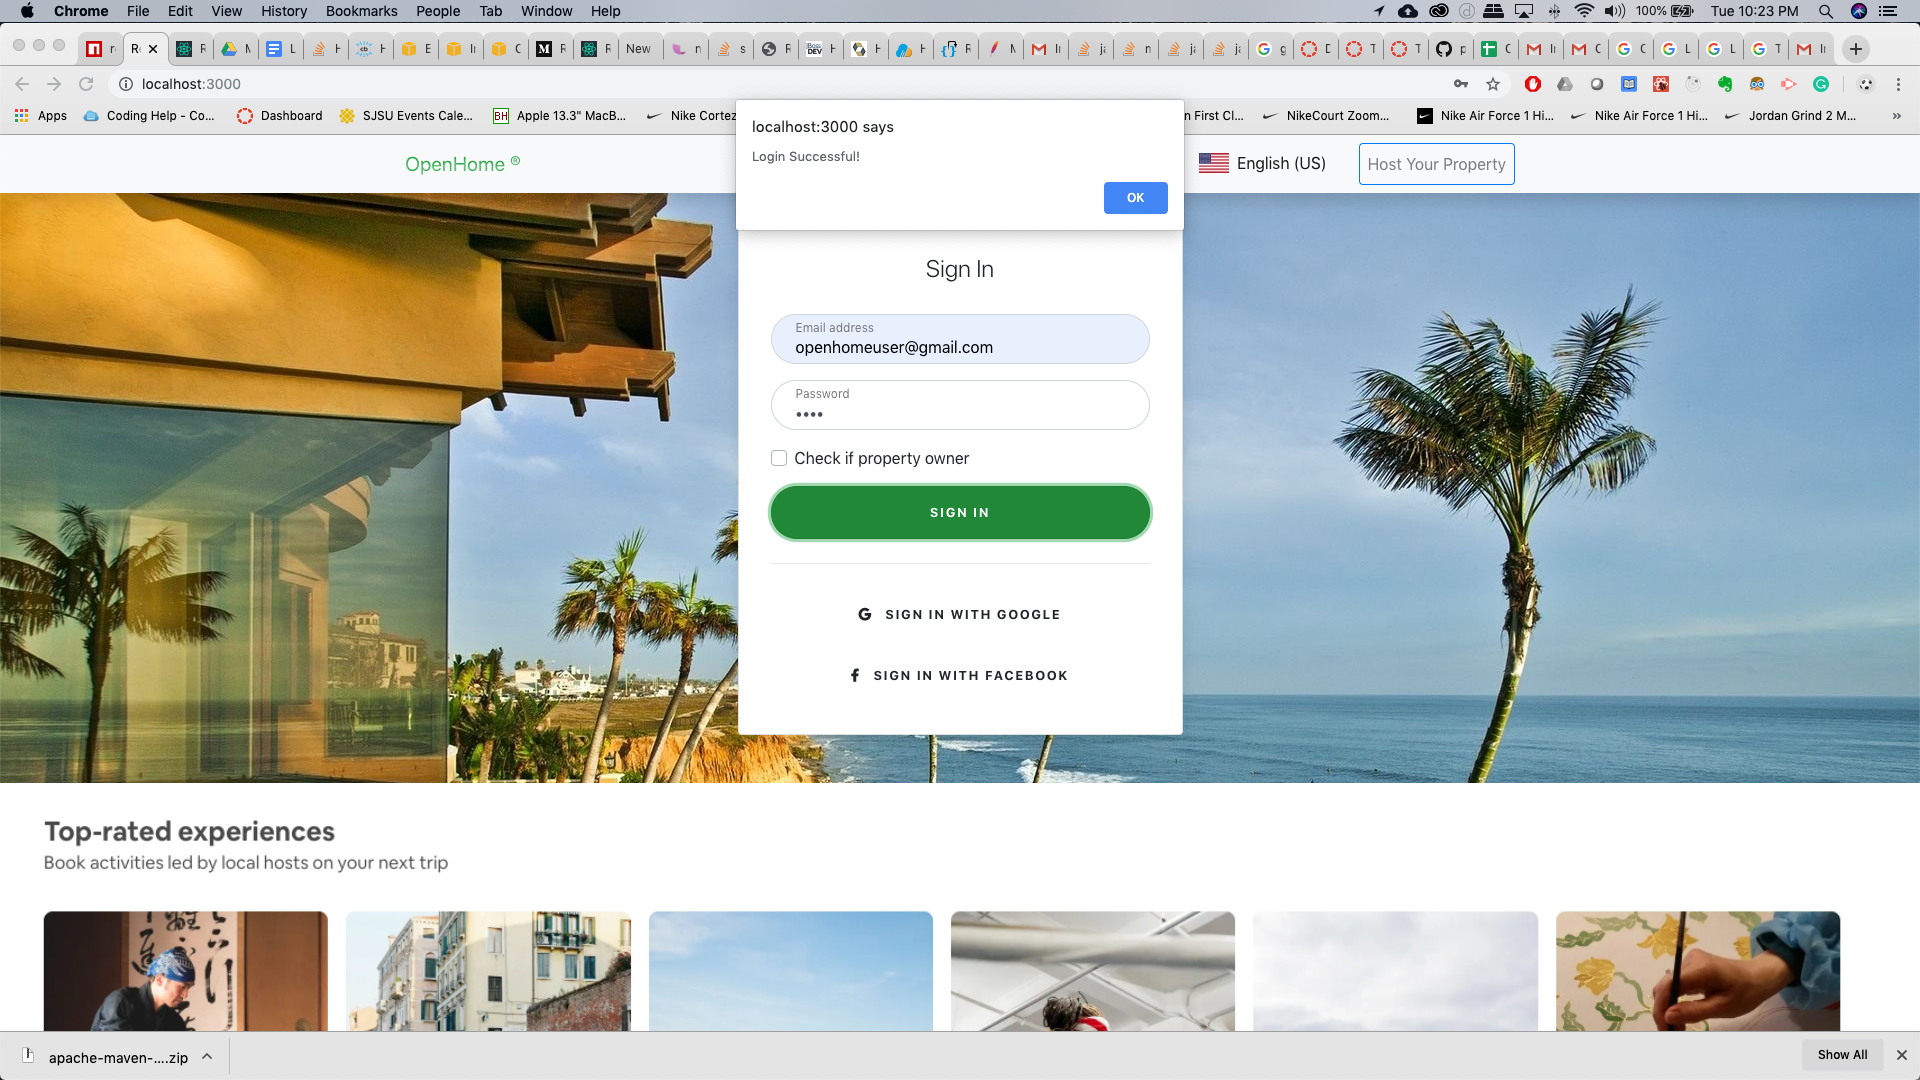 Chrome File Edit View History Bookmarks People Tab Window Help
100% Tue 10:23 PM
New
localhost:3000
Apps Coding Help - Co... Dashboard SJSU Events Cale... Apple 13.3" MacB... Nike Cortez n First Cl... NikeCourt Zoom... Nike Air Force 1 Hi... Nike Air Force 1 Hi... Jordan Grind 2 M... »
localhost:3000 says
Login Successful!
OK
OpenHome ®
English (US)
Host Your Property
Sign In
Email address
openhomeuser@gmail.com
Password
••••
Check if property owner
SIGN IN
SIGN IN WITH GOOGLE
SIGN IN WITH FACEBOOK
Top-rated experiences
Book activities led by local hosts on your next trip
apache-maven-....zip
Show All